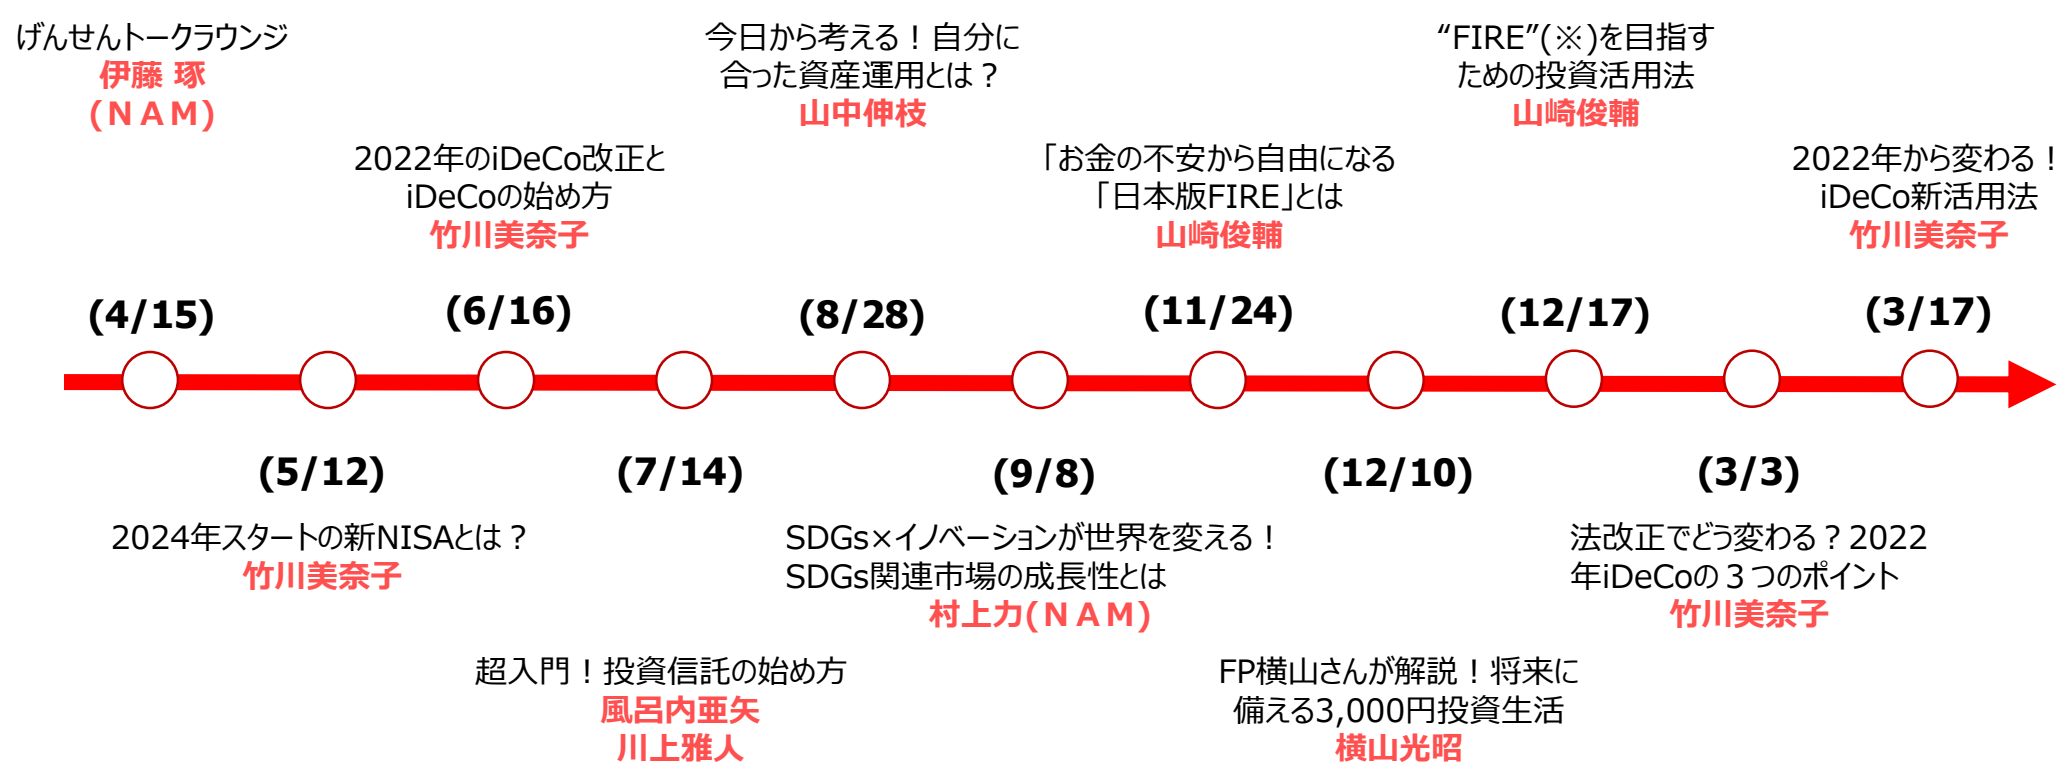 げんせんトークラウンジ
伊藤 琢
(ＮＡＭ)
(4/15)
(5/12)
2024年スタートの新NISAとは？
竹川美奈子
2022年のiDeCo改正と
iDeCoの始め方
竹川美奈子
(6/16)
(7/14)
超入門！投資信託の始め方
風呂内亜矢
川上雅人
今日から考える！自分に
合った資産運用とは？
山中伸枝
(8/28)
(9/8)
SDGs×イノベーションが世界を変える！
SDGs関連市場の成長性とは
村上力(ＮＡＭ)
「お金の不安から自由になる
「日本版FIRE」とは
山崎俊輔
(11/24)
(12/10)
FP横山さんが解説！将来に
備える3,000円投資生活
横山光昭
“FIRE”(※)を目指す
ための投資活用法
山崎俊輔
(12/17)
(3/3)
法改正でどう変わる？2022
年iDeCoの３つのポイント
竹川美奈子
2022年から変わる！
iDeCo新活用法
竹川美奈子
(3/17)